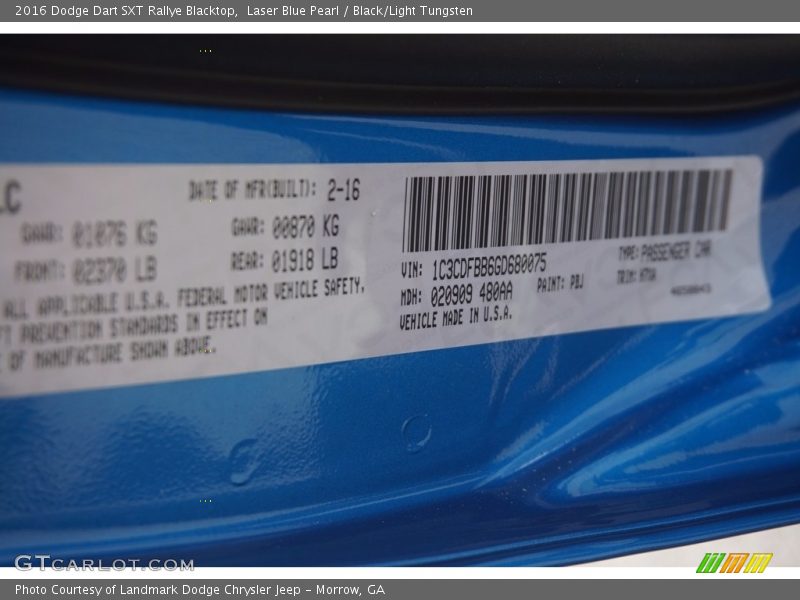 2016 Dodge Dart SXT Rallye Blacktop, Laser Blue Pearl / Black/Light Tungsten
LC
DATE OF MFR(BUILT): 2-16
GAWR: 01076 KG GAWR: 00870 KG
FRONT: 02370 LB REAR: 01918 LB
ALL APPLICABLE U.S.A. FEDERAL MOTOR VEHICLE SAFETY,
FT PREVENTION STANDARDS IN EFFECT ON
E OF MANUFACTURE SHOWN ABOVE.
VIN: 1C3CDFBB6GD680075 TYPE: PASSENGER CAR
MDH: 020909 480AA PAINT: PBJ TRIM:
VEHICLE MADE IN U.S.A.
GTCARLOT.COM
Photo Courtesy of Landmark Dodge Chrysler Jeep – Morrow, GA